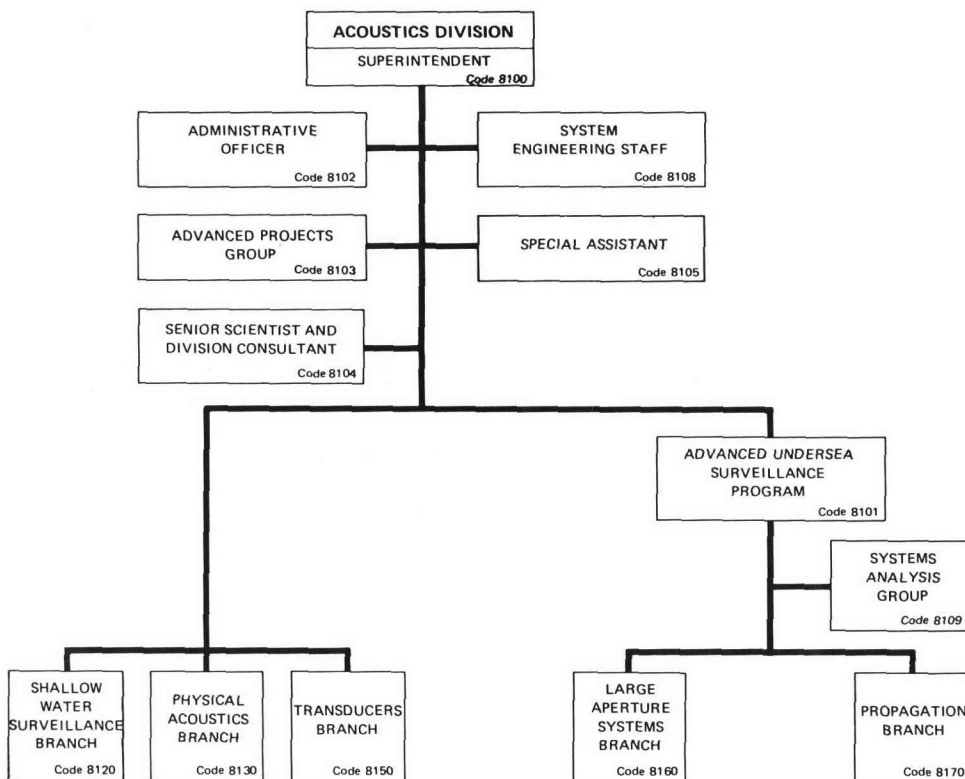 ACOUSTICS DIVISION
SUPERINTENDENT
Code 8100
ADMINISTRATIVE
OFFICER
Code 8102
SYSTEM
ENGINEERING STAFF
Code 8108
ADVANCED PROJECTS
GROUP
Code 8103
SPECIAL ASSISTANT
Code 8105
SENIOR SCIENTIST AND
DIVISION CONSULTANT
Code 8104
ADVANCED UNDERSEA
SURVEILLANCE
PROGRAM
Code 8101
SYSTEMS
ANALYSIS
GROUP
Code 8109
SHALLOW
WATER
SURVEILLANCE
BRANCH
Code 8120
PHYSICAL
ACOUSTICS
BRANCH
Code 8130
TRANSDUCERS
BRANCH
Code 8150
LARGE
APERTURE
SYSTEMS
BRANCH
Code 8160
PROPAGATION
BRANCH
Code 8170